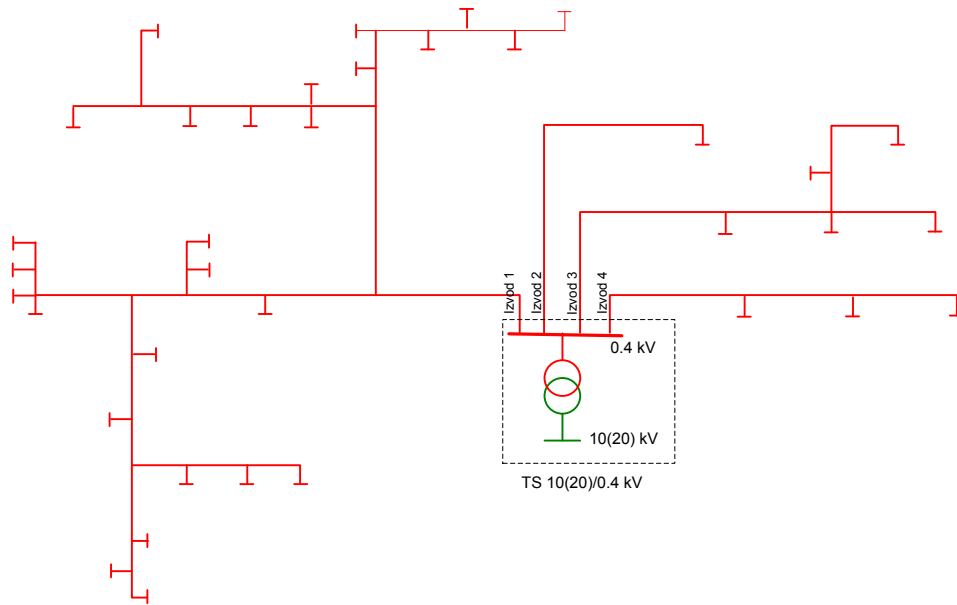 Izvod 1
Izvod 2
Izvod 3
Izvod 4
0.4 kV
10(20) kV
TS 10(20)/0.4 kV